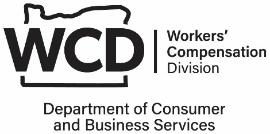 WCD
Workers'
Compensation
Division
Department of Consumer
and Business Services